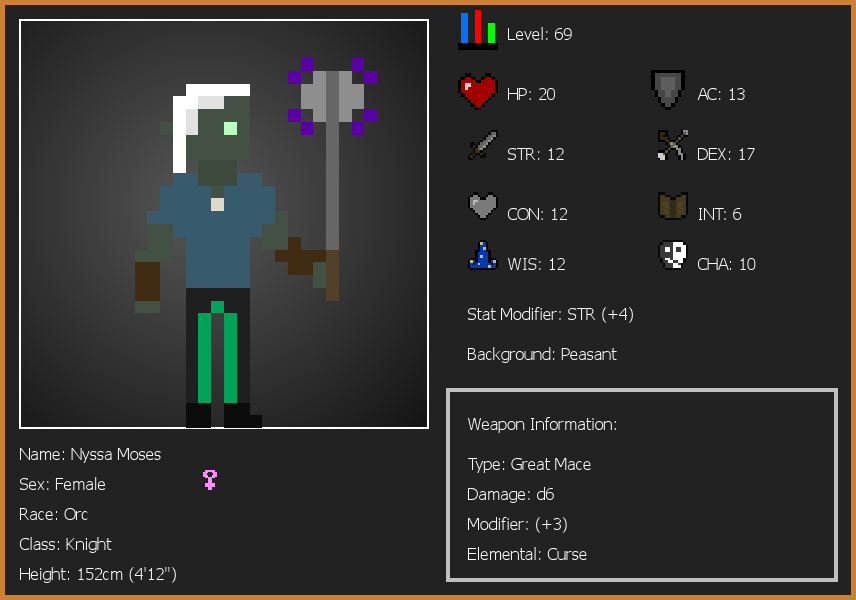 Level: 69
HP: 20
AC: 13
STR: 12
DEX: 17
CON: 12
INT: 6
WIS: 12
CHA: 10
Stat Modifier: STR (+4)
Background: Peasant
Weapon Information:
Type: Great Mace
Damage: d6
Modifier: (+3)
Elemental: Curse
Name: Nyssa Moses
Sex: Female
Race: Orc
Class: Knight
Height: 152cm (4'12")